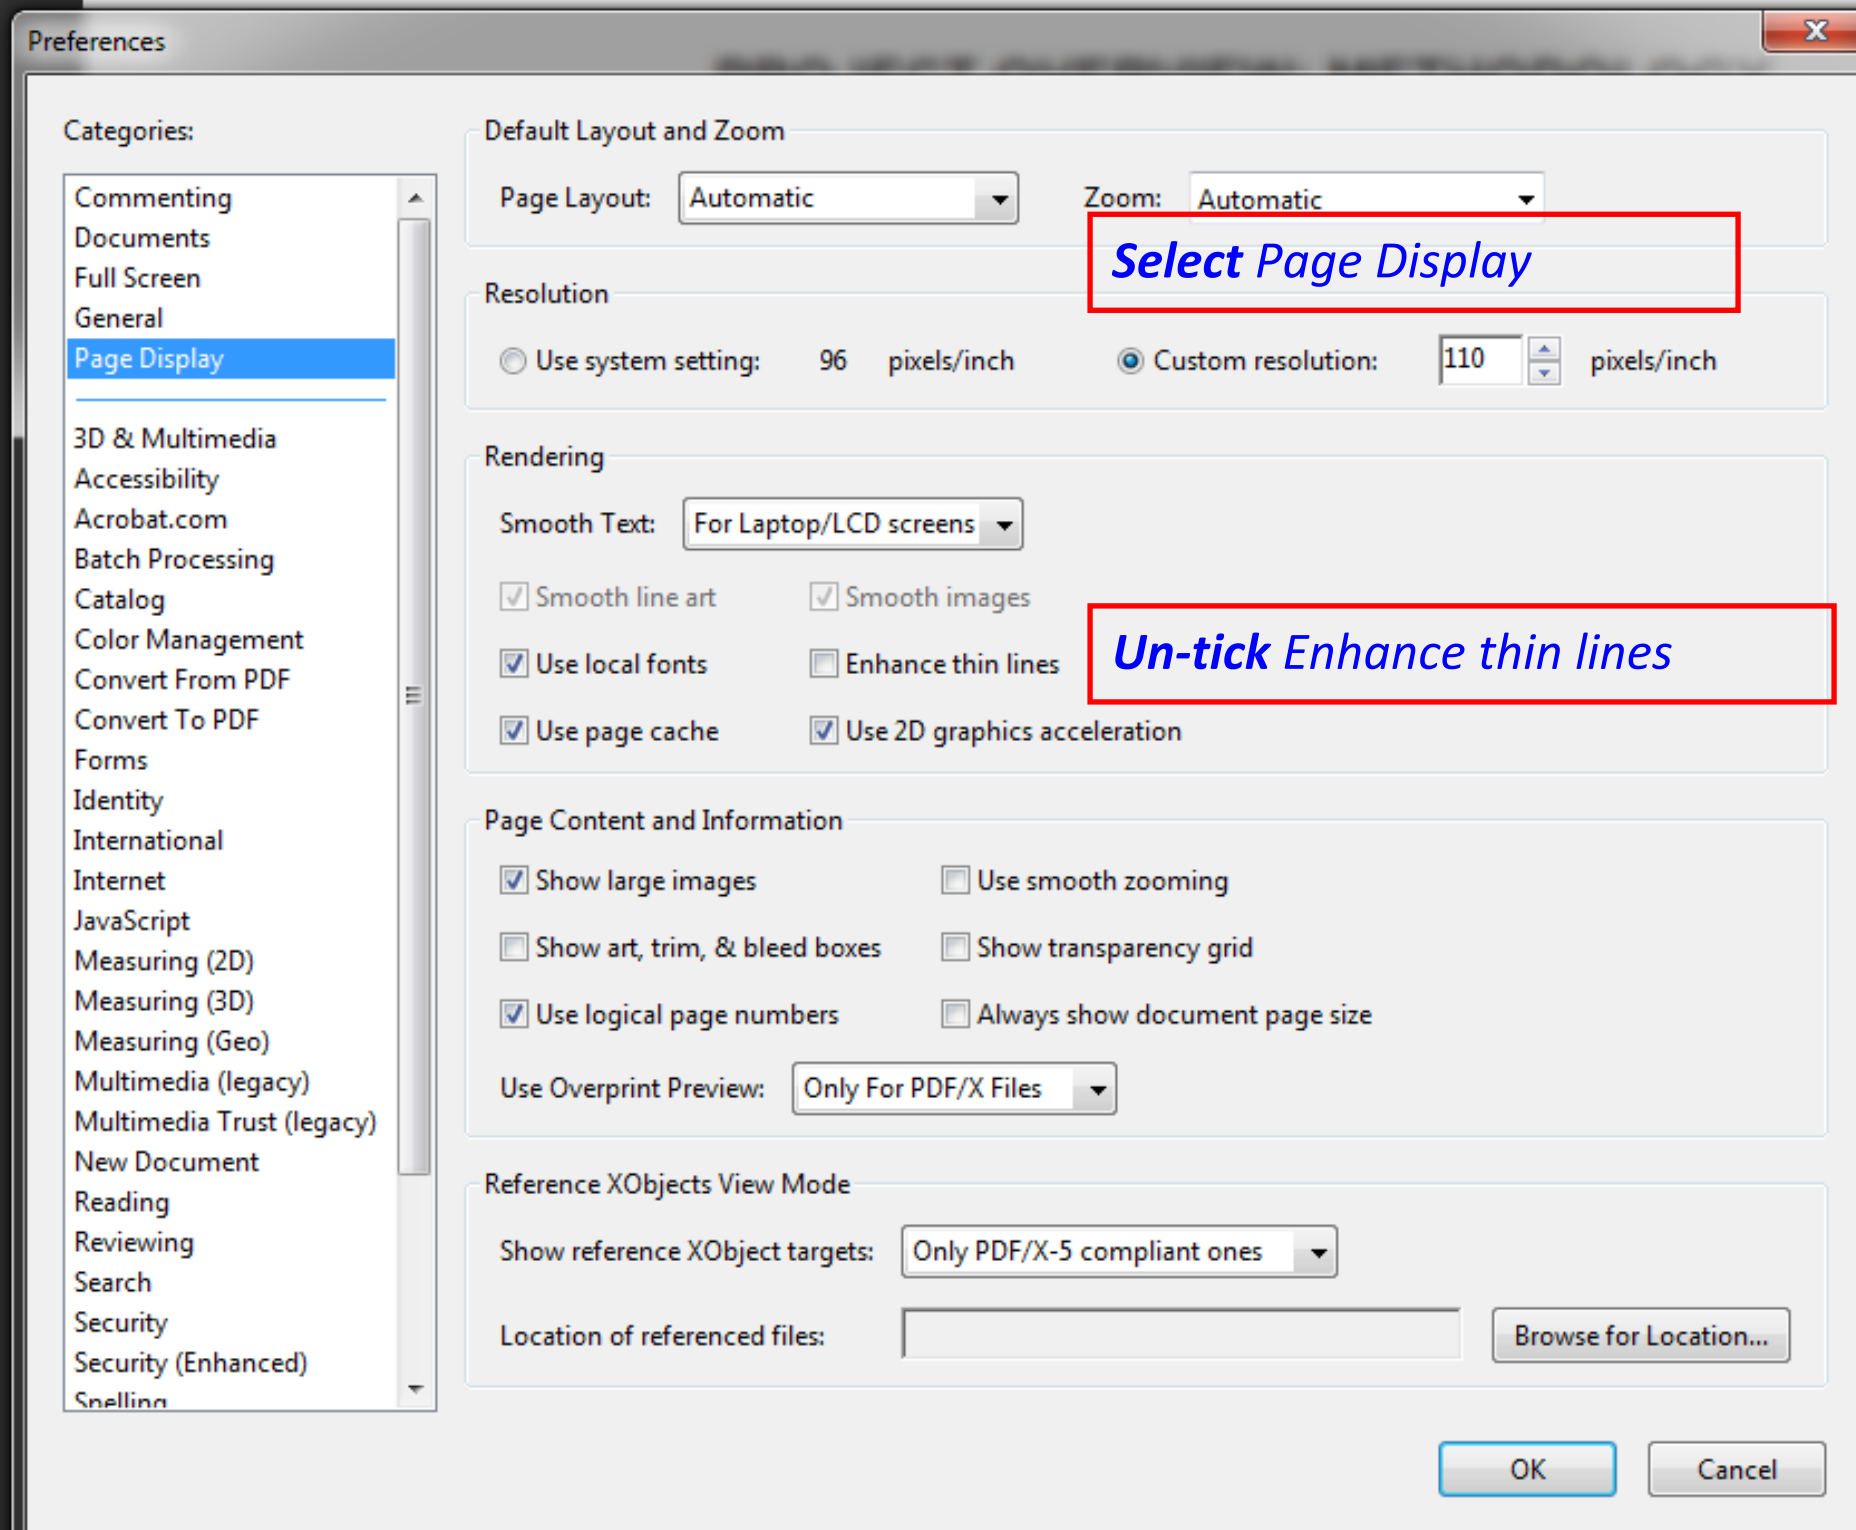 Preferences
Categories:
Commenting
Documents
Full Screen
General
Page Display
3D & Multimedia
Accessibility
Acrobat.com
Batch Processing
Catalog
Color Management
Convert From PDF
Convert To PDF
Forms
Identity
International
Internet
JavaScript
Measuring (2D)
Measuring (3D)
Measuring (Geo)
Multimedia (legacy)
Multimedia Trust (legacy)
New Document
Reading
Reviewing
Search
Security
Security (Enhanced)
Spelling
Default Layout and Zoom
Page Layout: Automatic Zoom: Automatic
Select Page Display
Resolution
Use system setting: 96 pixels/inch Custom resolution: 110 pixels/inch
Rendering
Smooth Text: For Laptop/LCD screens
Smooth line art Smooth images
Use local fonts Enhance thin lines
Un-tick Enhance thin lines
Use page cache Use 2D graphics acceleration
Page Content and Information
Show large images Use smooth zooming
Show art, trim, & bleed boxes Show transparency grid
Use logical page numbers Always show document page size
Use Overprint Preview: Only For PDF/X Files
Reference XObjects View Mode
Show reference XObject targets: Only PDF/X-5 compliant ones
Location of referenced files: Browse for Location...
OK Cancel